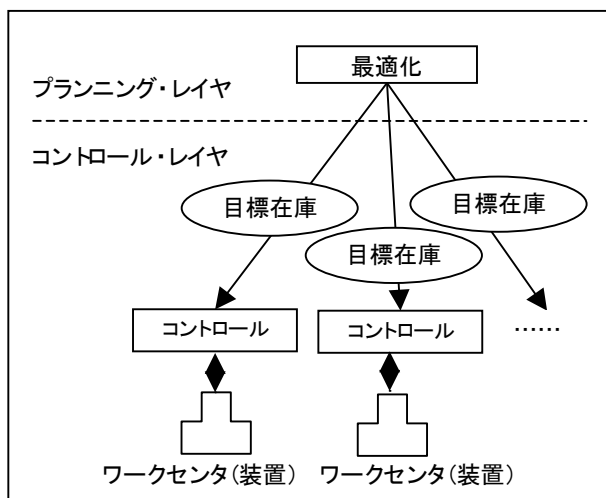 最適化
プランニング・レイヤ
コントロール・レイヤ
目標在庫
目標在庫
目標在庫
コントロール
コントロール
……
ワークセンタ(装置)
ワークセンタ(装置)